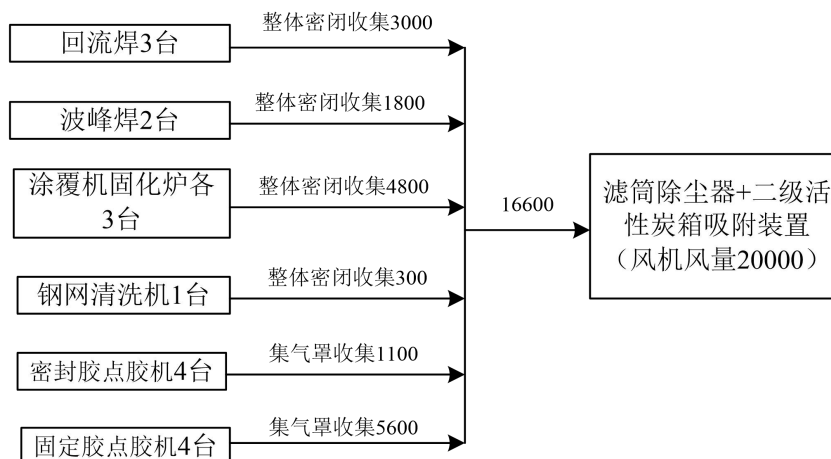 回流焊3台
整体密闭收集3000
波峰焊2台
整体密闭收集1800
涂覆机固化炉各
3台
整体密闭收集4800
钢网清洗机1台
整体密闭收集300
密封胶点胶机4台
集气罩收集1100
固定胶点胶机4台
集气罩收集5600
16600
滤筒除尘器+二级活
性炭箱吸附装置
（风机风量20000）